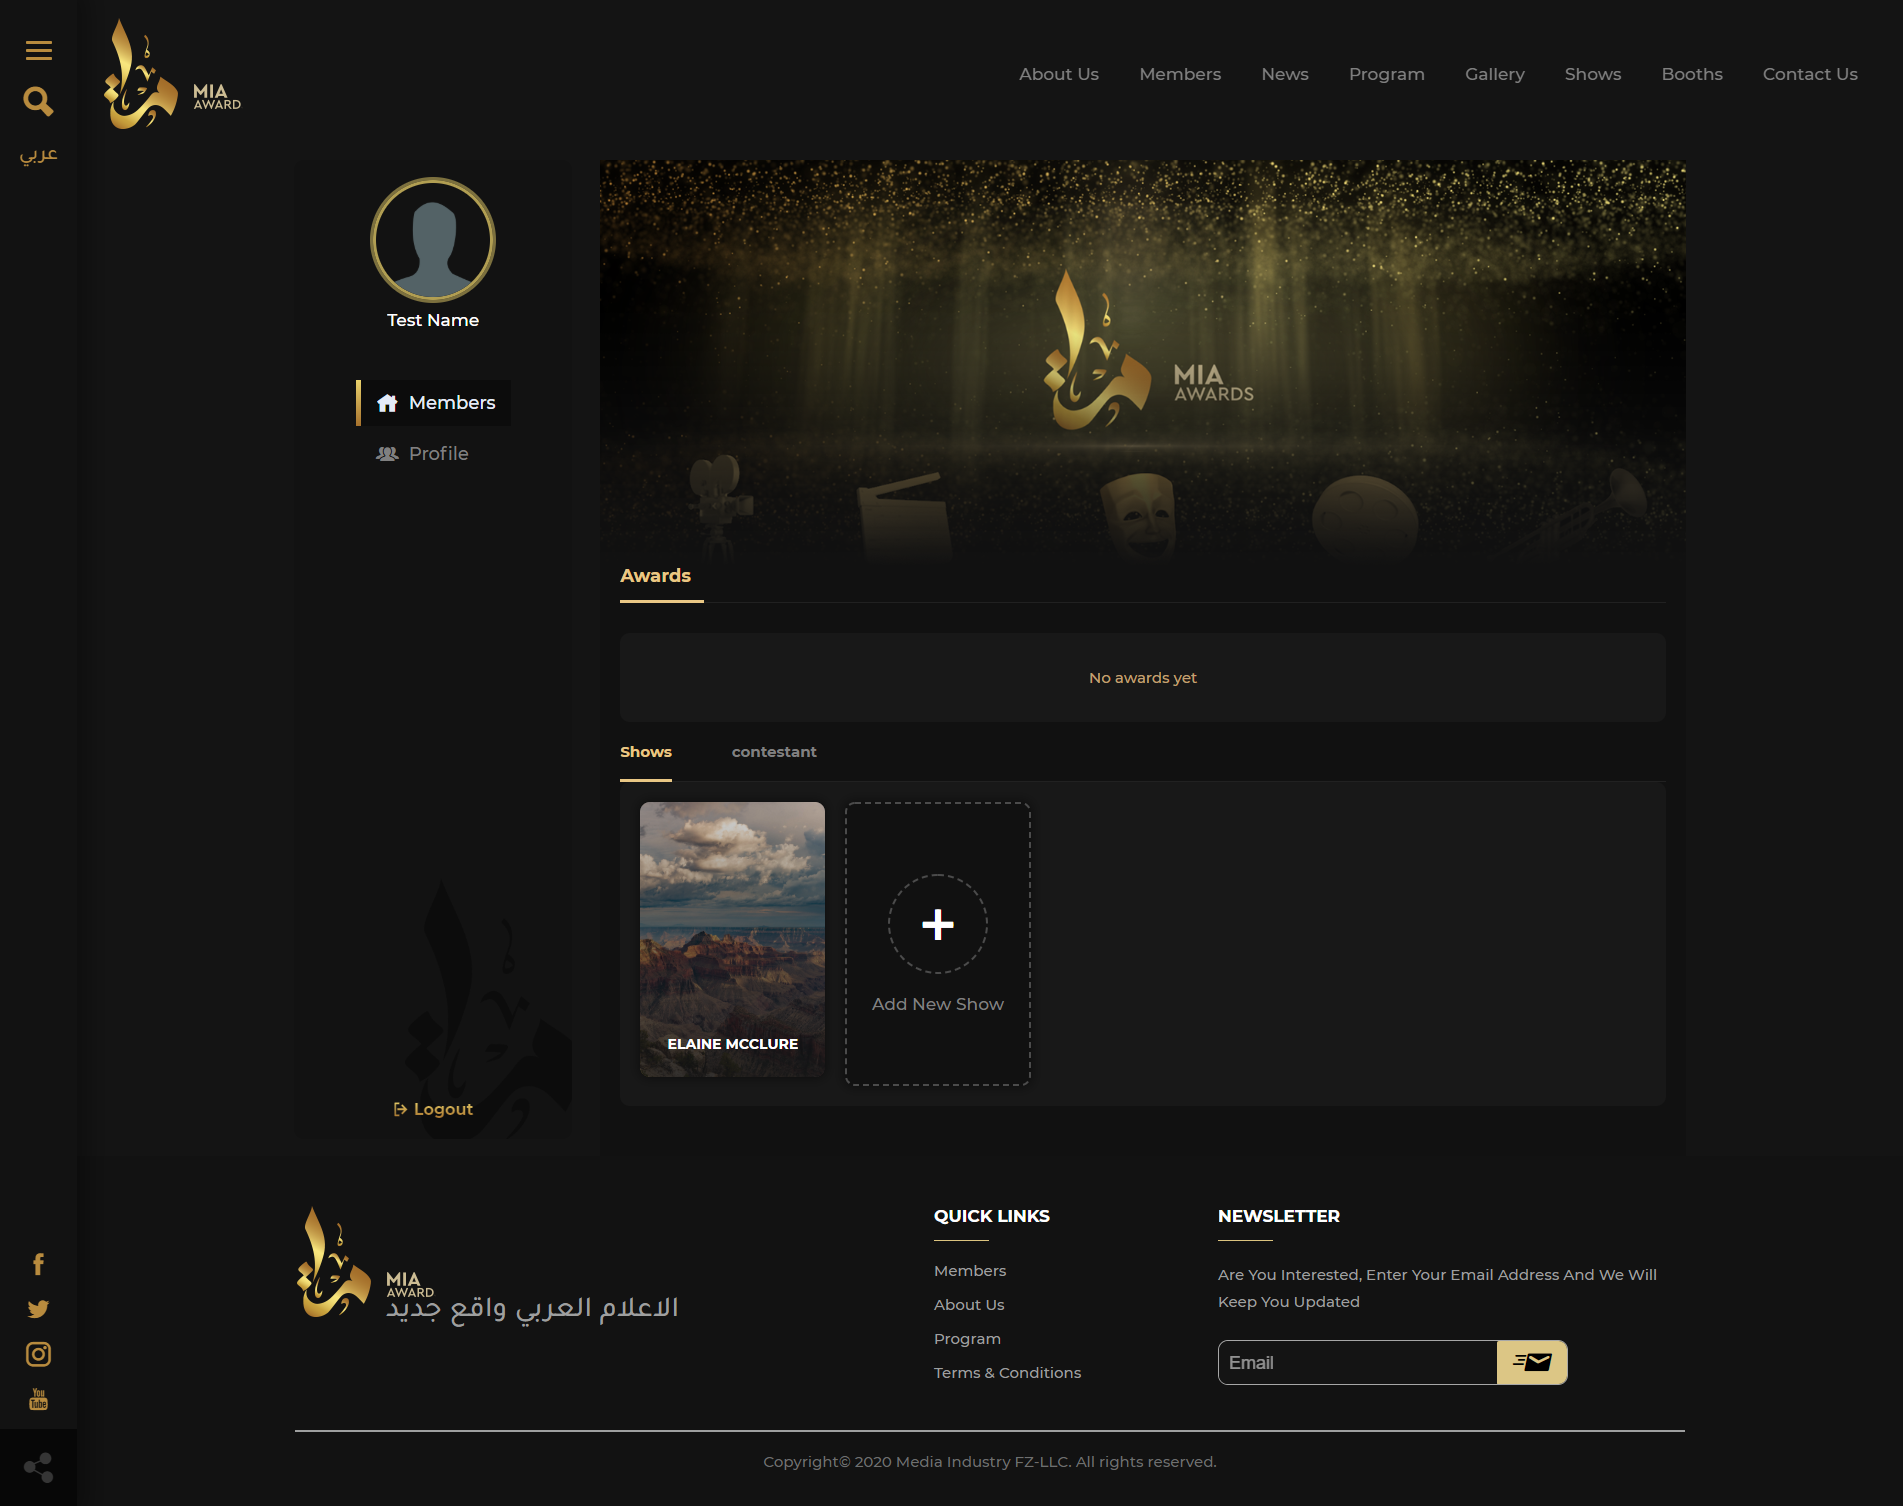 عربي
MIA
AWARD
About Us
Members
News
Program
Gallery
Shows
Booths
Contact Us
Test Name
Members
Profile
Logout
MIA
AWARDS
Awards
No awards yet
Shows
contestant
ELAINE MCCLURE
Add New Show
MIA
AWARD
الاعلام العربي واقع جديد
QUICK LINKS
Members
About Us
Program
Terms & Conditions
NEWSLETTER
Are You Interested, Enter Your Email Address And We Will
Keep You Updated
Email
You
Tube
Copyright© 2020 Media Industry FZ-LLC. All rights reserved.